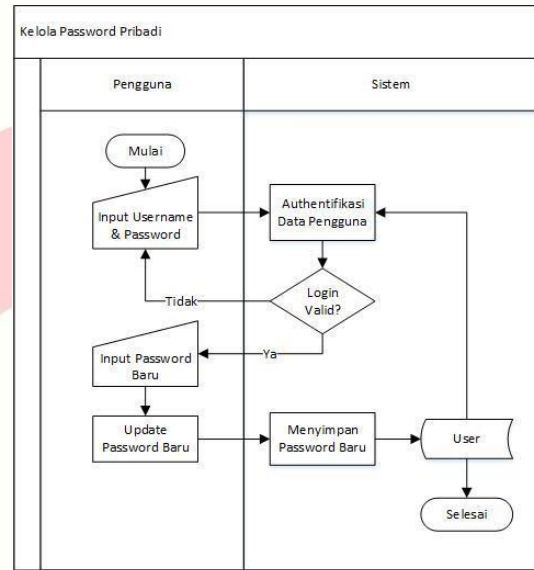 Kelola Password Pribadi
Pengguna
Sistem
Mulai
Input Username
& Password
Authentifikasi
Data Pengguna
Login
Valid?
Tidak
Ya
Input Password
Baru
Update
Password Baru
Menyimpan
Password Baru
User
Selesai